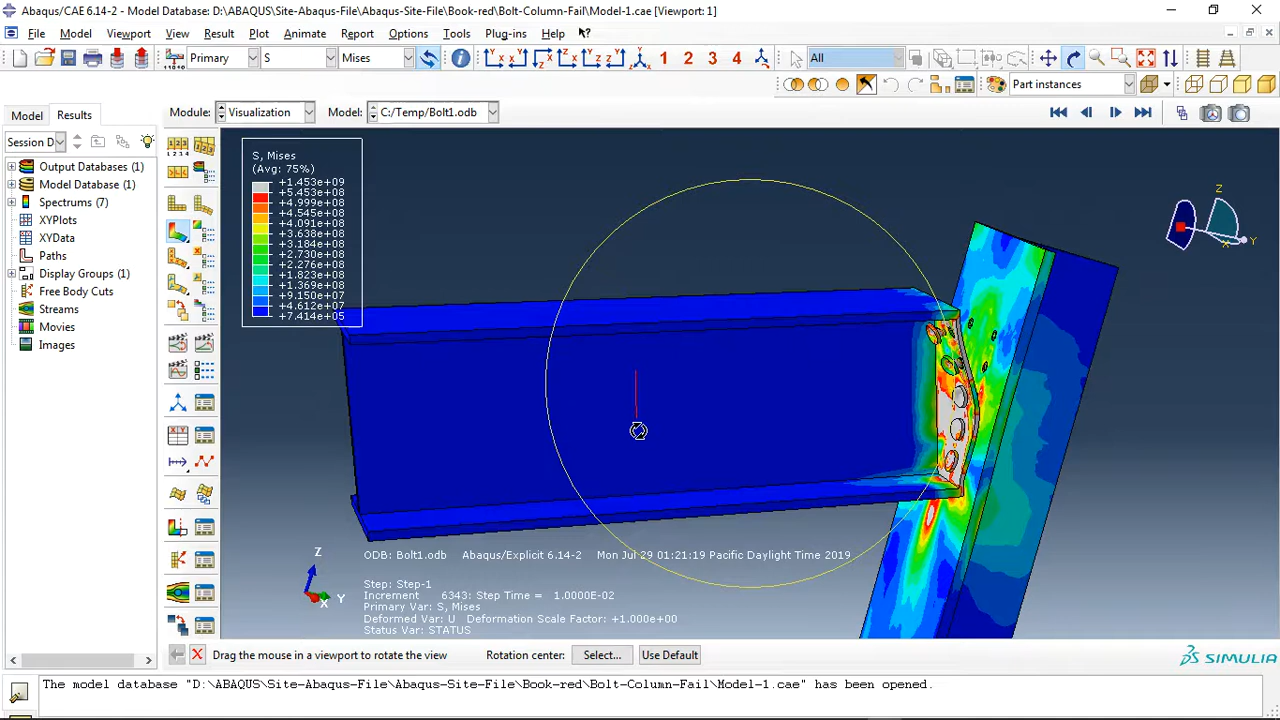 Abaqus/CAE 6.14-2 - Model Database: D:\ABAQUS\Site-Abaqus-File\Abaqus-Site-File\Book-red\Bolt-Column-Fail\Model-1.cae [Viewport:1]
File Model Viewport View Result Plot Animate Report Options Tools Plug-ins Help
Primary S Mises 1 2 3 4 All
Part instances
Model Results Module: Visualization Model: C:/Temp/Bolt1.odb
Session D
Output Databases (1)
Model Database (1)
Spectrums (7)
XYPlots
XYData
Paths
Display Groups (1)
Free Body Cuts
Streams
Movies
Images
S, Mises
(Avg: 75%)
+1.453e+09
+5.453e+08
+4.999e+08
+4.545e+08
+4.091e+08
+3.638e+08
+3.184e+08
+2.730e+08
+2.276e+08
+1.823e+08
+9.150e+07
+4.612e+07
+7.414e+05
Z
Y
X
Z
Y
X
ODB: Bolt1.odb Abaqus/Explicit 6.14-2 Mon Jul 29 01:21:19 Pacific Daylight Time 2019
Step: Step-1
Increment 6343: Step Time = 1.0000E-02
Primary Var: S, Mises
Deformed Var: U Deformation Scale Factor: +1.000e+00
Status Var: STATUS
Drag the mouse in a viewport to rotate the view Rotation center: Select... Use Default
SIMULIA
The model database "D:\ABAQUS\Site-Abaqus-File\Abaqus-Site-File\Book-red\Bolt-Column-Fail\Model-1.cae" has been opened.